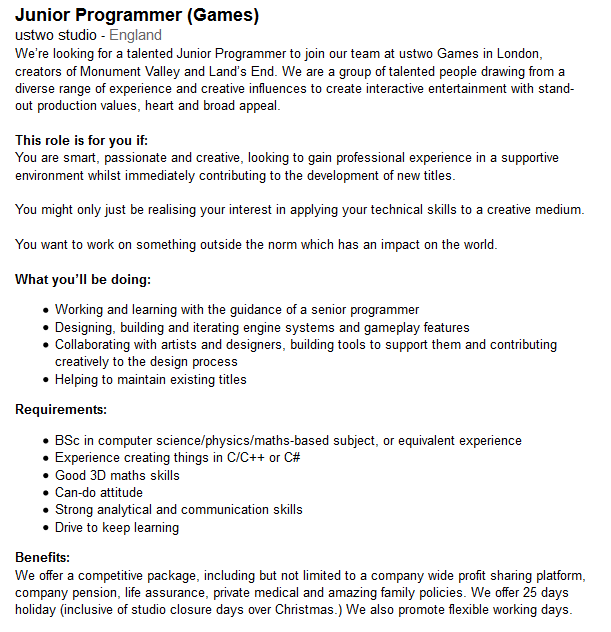 Junior Programmer (Games)
ustwo studio - England
We're looking for a talented Junior Programmer to join our team at ustwo Games in London,
creators of Monument Valley and Land's End. We are a group of talented people drawing from a
diverse range of experience and creative influences to create interactive entertainment with stand-
out production values, heart and broad appeal.
This role is for you if:
You are smart, passionate and creative, looking to gain professional experience in a supportive
environment whilst immediately contributing to the development of new titles.
You might only just be realising your interest in applying your technical skills to a creative medium.
You want to work on something outside the norm which has an impact on the world.
What you'll be doing:
• Working and learning with the guidance of a senior programmer
• Designing, building and iterating engine systems and gameplay features
• Collaborating with artists and designers, building tools to support them and contributing
creatively to the design process
• Helping to maintain existing titles
Requirements:
• BSc in computer science/physics/maths-based subject, or equivalent experience
• Experience creating things in C/C++ or C#
• Good 3D maths skills
• Can-do attitude
• Strong analytical and communication skills
• Drive to keep learning
Benefits:
We offer a competitive package, including but not limited to a company wide profit sharing platform,
company pension, life assurance, private medical and amazing family policies. We offer 25 days
holiday (inclusive of studio closure days over Christmas.) We also promote flexible working days.